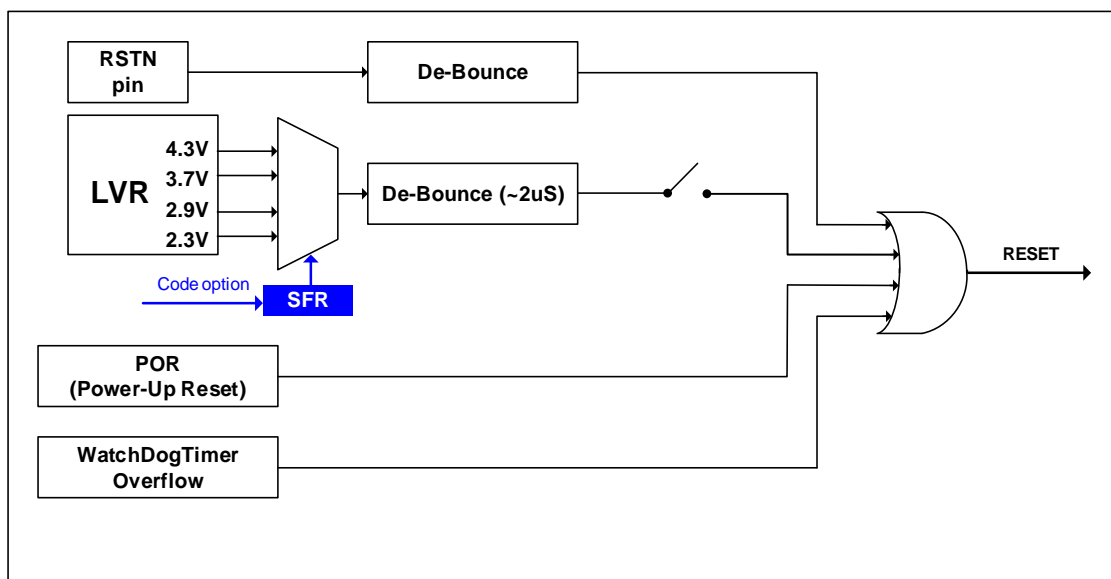 RSTN
pin
De-Bounce
LVR
4.3V
3.7V
2.9V
2.3V
De-Bounce (~2uS)
Code option
SFR
RESET
POR
(Power-Up Reset)
WatchDogTimer
Overflow